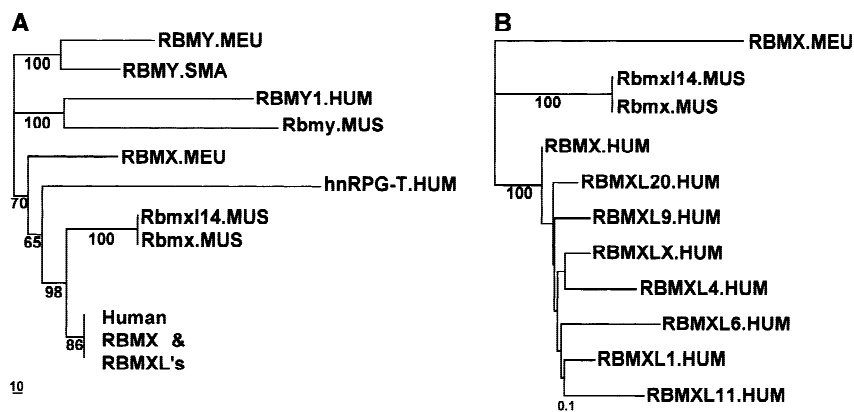 A
RBMY.MEU
100
RBMY.SMA
RBMY1.HUM
100
Rbmy.MUS
RBMX.MEU
hnRPG-T.HUM
70
Rbmxl14.MUS
65
100
Rbmx.MUS
98
Human
RBMX &
86
RBMXL's
10
B
RBMX.MEU
Rbmxl14.MUS
100
Rbmx.MUS
RBMX.HUM
100
RBMXL20.HUM
RBMXL9.HUM
RBMXLX.HUM
RBMXL4.HUM
RBMXL6.HUM
RBMXL1.HUM
RBMXL11.HUM
0.1